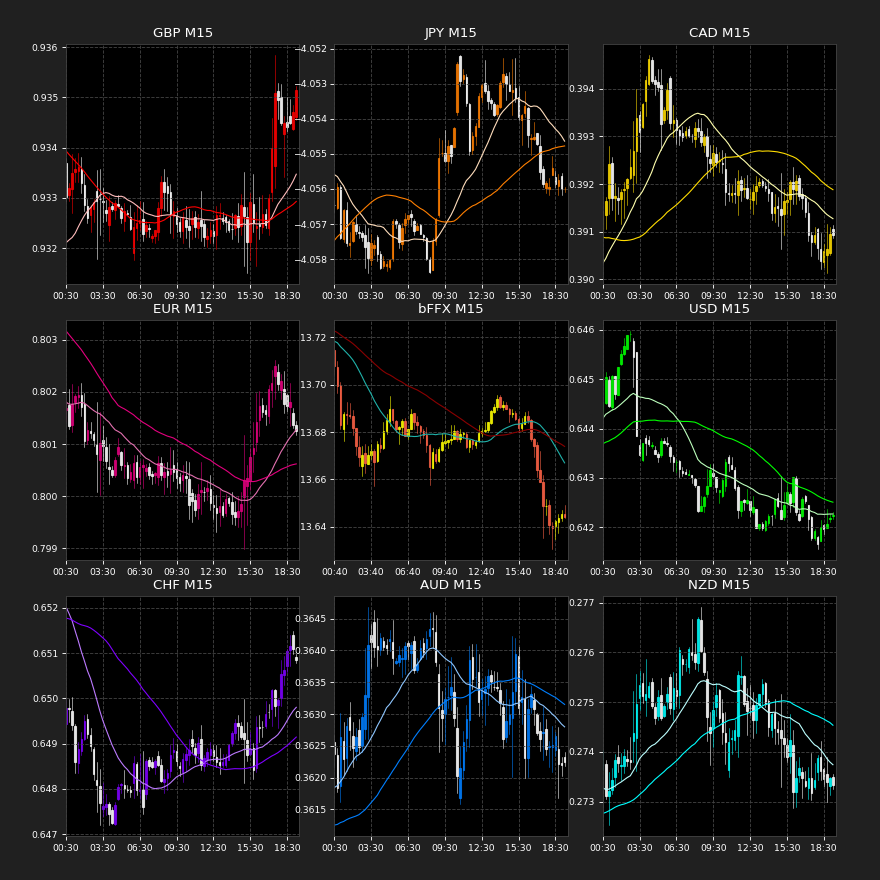 GBP M15
JPY M15
CAD M15
0.936
0.935
0.934
0.933
0.932
00:30 03:30 06:30 09:30 12:30 15:30 18:30
−4.052
−4.053
−4.054
−4.055
−4.056
−4.057
−4.058
00:30 03:30 06:30 09:30 12:30 15:30 18:30
0.394
0.393
0.392
0.391
0.390
00:30 03:30 06:30 09:30 12:30 15:30 18:30
EUR M15
bFFX M15
USD M15
0.803
0.802
0.801
0.800
0.799
00:30 03:30 06:30 09:30 12:30 15:30 18:30
13.72
13.70
13.68
13.66
13.64
00:40 03:40 06:40 09:40 12:40 15:40 18:40
0.646
0.645
0.644
0.643
0.642
00:30 03:30 06:30 09:30 12:30 15:30 18:30
CHF M15
AUD M15
NZD M15
0.652
0.651
0.650
0.649
0.648
0.647
00:30 03:30 06:30 09:30 12:30 15:30 18:30
0.3645
0.3640
0.3635
0.3630
0.3625
0.3620
0.3615
00:30 03:30 06:30 09:30 12:30 15:30 18:30
0.277
0.276
0.275
0.274
0.273
00:30 03:30 06:30 09:30 12:30 15:30 18:30